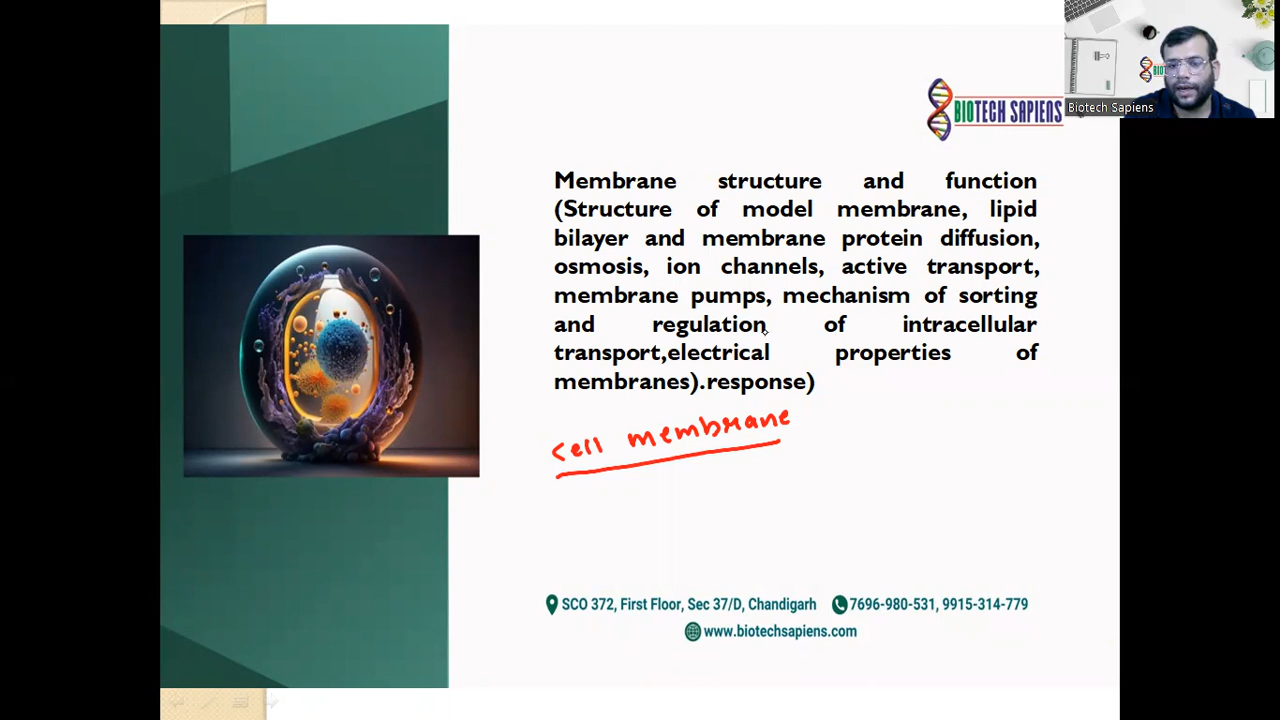 BIOTECH SAPIENS
Biotech Sapiens
Membrane structure and function
(Structure of model membrane, lipid
bilayer and membrane protein diffusion,
osmosis, ion channels, active transport,
membrane pumps, mechanism of sorting
and regulation of intracellular
transport,electrical properties of
membranes).response)
Cell membrane
SCO 372, First Floor, Sec 37/D, Chandigarh 7696-980-531, 9915-314-779
www.biotechsapiens.com